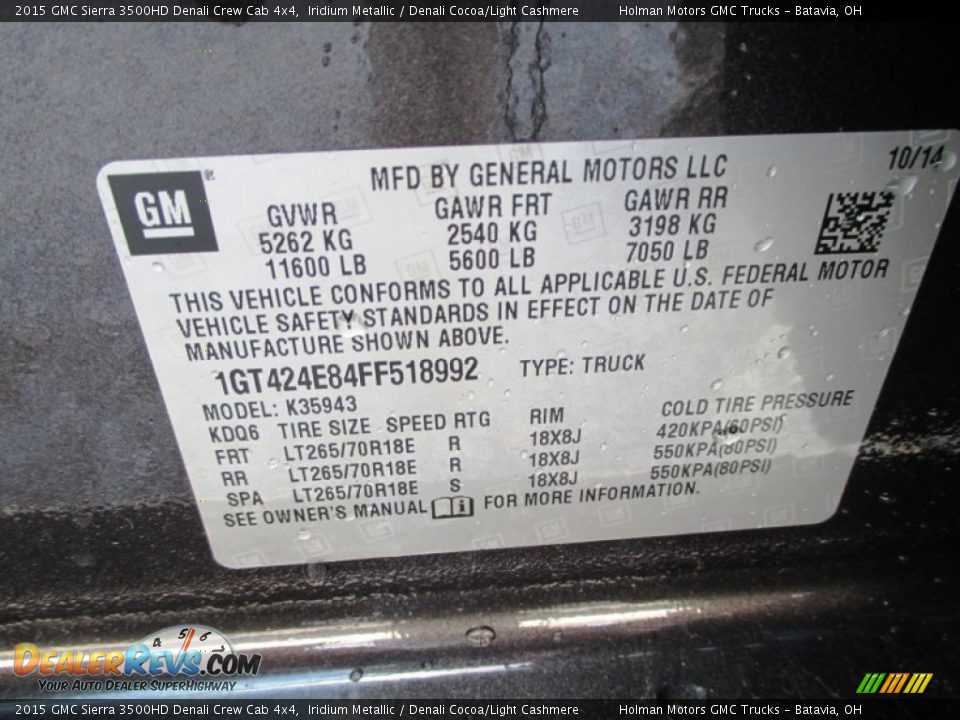 2015 GMC Sierra 3500HD Denali Crew Cab 4x4, Iridium Metallic / Denali Cocoa/Light Cashmere Holman Motors GMC Trucks - Batavia, OH
10/14
GM ® MFD BY GENERAL MOTORS LLC
GVWR GAWR FRT GAWR RR
5262 KG 2540 KG 3198 KG
11600 LB 5600 LB 7050 LB
THIS VEHICLE CONFORMS TO ALL APPLICABLE U.S. FEDERAL MOTOR
VEHICLE SAFETY STANDARDS IN EFFECT ON THE DATE OF
MANUFACTURE SHOWN ABOVE.
1GT424E84FF518992 TYPE: TRUCK
MODEL: K35943
KDQ6 TIRE SIZE SPEED RTG RIM COLD TIRE PRESSURE
FRT LT265/70R18E R 18X8J 420KPA(60PSI)
RR LT265/70R18E R 18X8J 550KPA(80PSI)
SPA LT265/70R18E S 18X8J 550KPA(80PSI)
SEE OWNER'S MANUAL i FOR MORE INFORMATION.
4 5 6
DealerRevs.com
Your Auto Dealer SuperHighway
2015 GMC Sierra 3500HD Denali Crew Cab 4x4, Iridium Metallic / Denali Cocoa/Light Cashmere Holman Motors GMC Trucks - Batavia, OH